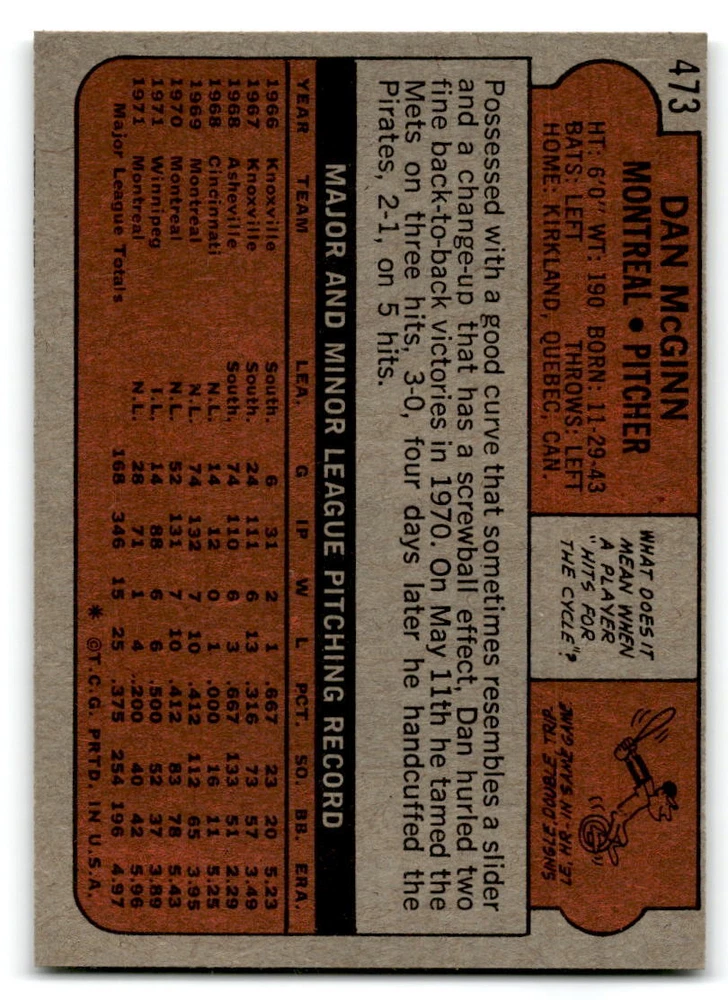 473
DAN McGINN
MONTREAL • PITCHER
HT: 6'0" WT: 190 BORN: 11-29-43
BATS: LEFT THROWS: LEFT
HOME: KIRKLAND, QUEBEC, CAN.
WHAT DOES IT
MEAN WHEN
A PLAYER
"HITS FOR
THE CYCLE"?
SINGLE, DOUBLE, TRIP-
LE, HR-IN SAME GAME
Possessed with a good curve that sometimes resembles a slider
and a change-up that has a screwball effect, Dan hurled two
fine back-to-back victories in 1970. On May 11th he tamed the
Mets on three hits, 3-0, four days later he handcuffed the
Pirates, 2-1, on 5 hits.
MAJOR AND MINOR LEAGUE PITCHING RECORD
YEAR TEAM LEA. G IP W L PCT. SO. BB. ERA.
1966 Knoxville South. 6 31 2 1 .667 23 20 5.23
1967 Knoxville South. 24 111 6 13 .316 73 57 3.49
1968 Asheville South. 74 110 6 3 .667 133 51 2.29
1968 Cincinnati N.L. 14 12 0 1 .000 16 11 5.25
1969 Montreal N.L. 74 132 7 10 .412 112 65 3.95
1970 Montreal N.L. 52 131 7 10 .412 83 78 5.43
1971 Winnipeg I.L. 14 88 6 6 .500 52 37 3.89
1971 Montreal N.L. 28 71 1 4 .200 40 42 5.96
Major League Totals 168 346 15 25 .375 254 196 4.97
* ©T.C.G. PRTD. IN U.S.A.